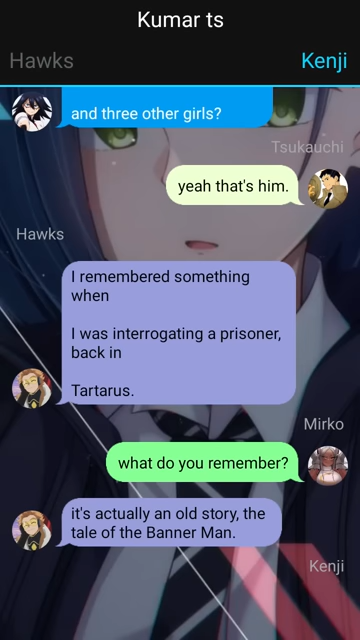 Kumar ts
Hawks
Kenji
and three other girls?
Tsukauchi
yeah that's him.
Hawks
I remembered something
when
I was interrogating a prisoner,
back in
Tartarus.
Mirko
what do you remember?
it's actually an old story, the
tale of the Banner Man.
Kenji